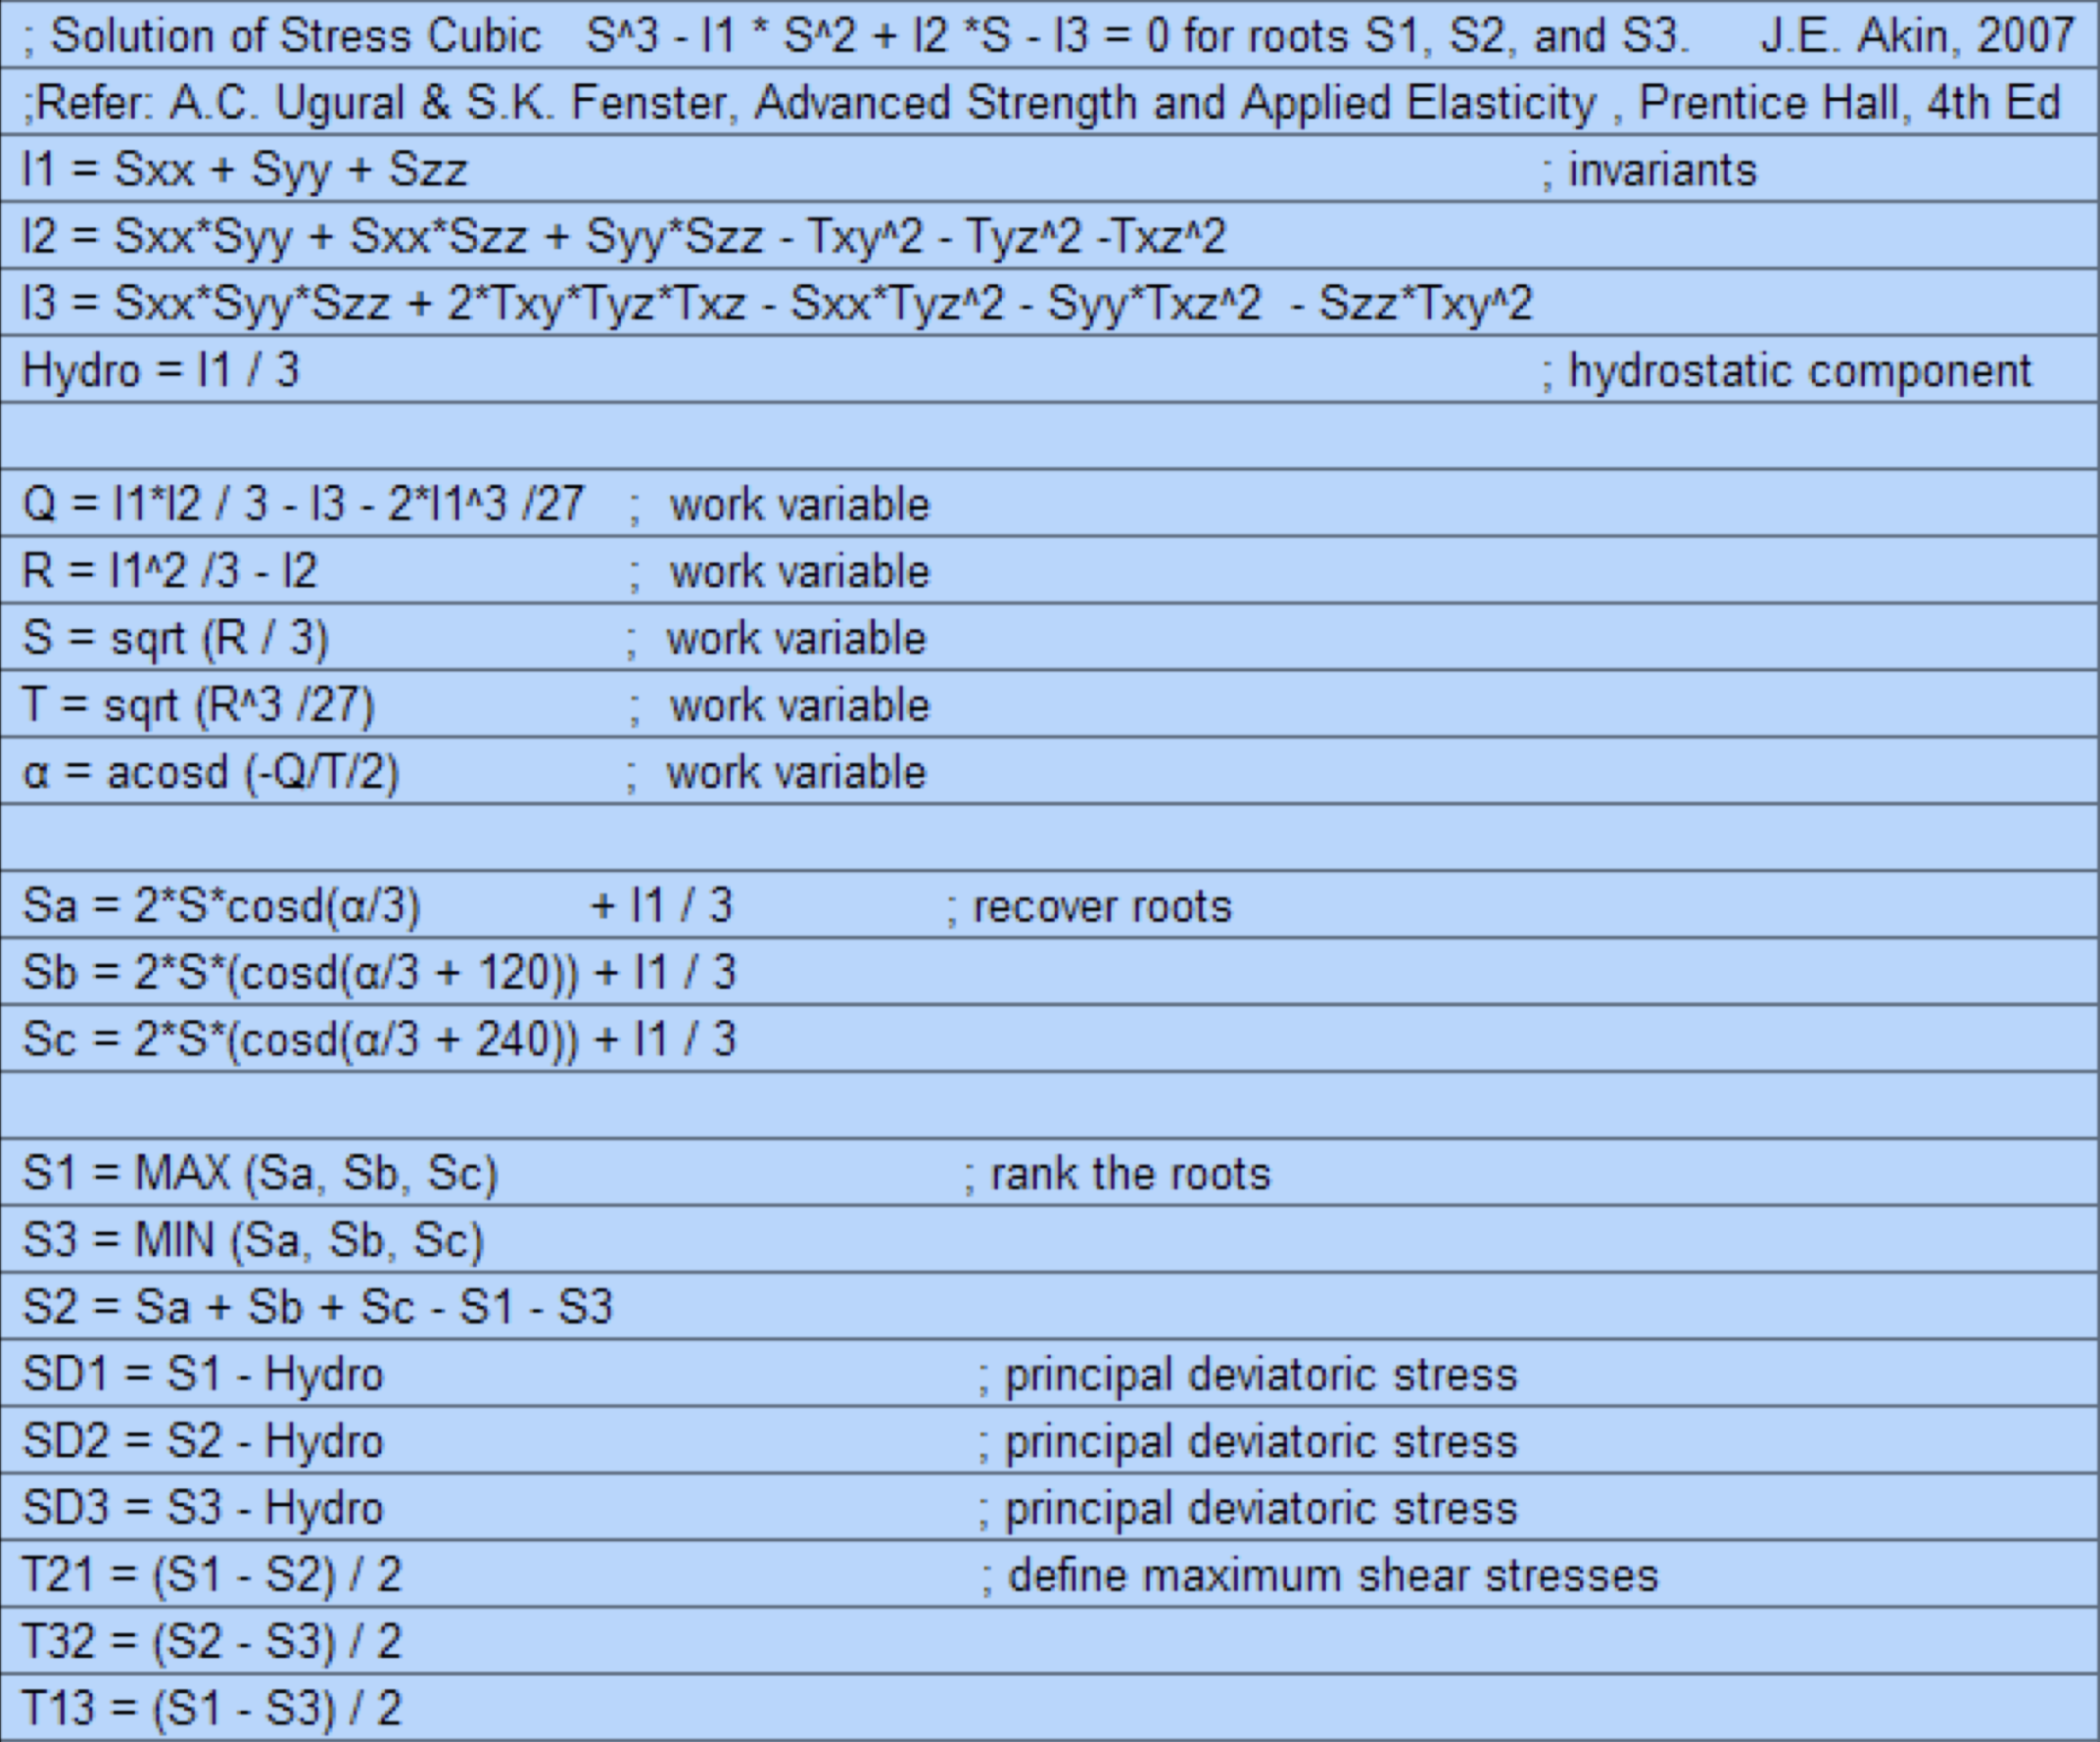 ; Solution of Stress Cubic S^3 - I1 * S^2 + I2 *S - I3 = 0 for roots S1, S2, and S3. J.E. Akin, 2007
;Refer: A.C. Ugural & S.K. Fenster, Advanced Strength and Applied Elasticity , Prentice Hall, 4th Ed
I1 = Sxx + Syy + Szz ; invariants
I2 = Sxx*Syy + Sxx*Szz + Syy*Szz - Txy^2 - Tyz^2 -Txz^2
I3 = Sxx*Syy*Szz + 2*Txy*Tyz*Txz - Sxx*Tyz^2 - Syy*Txz^2 - Szz*Txy^2
Hydro = I1 / 3 ; hydrostatic component
Q = I1*I2 / 3 - I3 - 2*I1^3 /27 ; work variable
R = I1^2 /3 - I2 ; work variable
S = sqrt (R / 3) ; work variable
T = sqrt (R^3 /27) ; work variable
α = acosd (-Q/T/2) ; work variable
Sa = 2*S*cosd(α/3) + I1 / 3 ; recover roots
Sb = 2*S*(cosd(α/3 + 120)) + I1 / 3
Sc = 2*S*(cosd(α/3 + 240)) + I1 / 3
S1 = MAX (Sa, Sb, Sc) ; rank the roots
S3 = MIN (Sa, Sb, Sc)
S2 = Sa + Sb + Sc - S1 - S3
SD1 = S1 - Hydro ; principal deviatoric stress
SD2 = S2 - Hydro ; principal deviatoric stress
SD3 = S3 - Hydro ; principal deviatoric stress
T21 = (S1 - S2) / 2 ; define maximum shear stresses
T32 = (S2 - S3) / 2
T13 = (S1 - S3) / 2